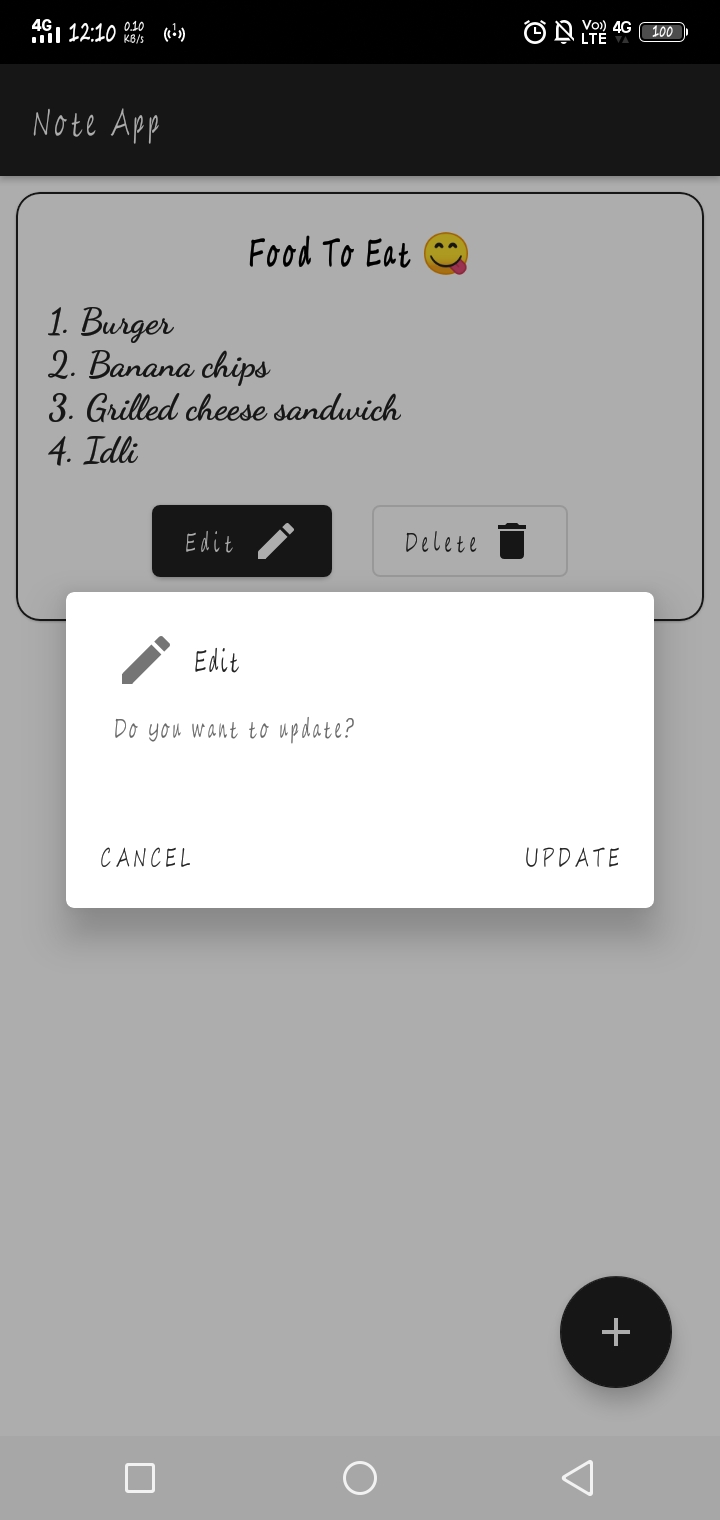 4G 12:10 0.10 KB/s 1 Vo)) LTE 4G 100
Note App
Food To Eat 😋
1. Burger
2. Banana chips
3. Grilled cheese sandwich
4. Idli
Edit Delete
Edit
Do you want to update?
CANCEL UPDATE